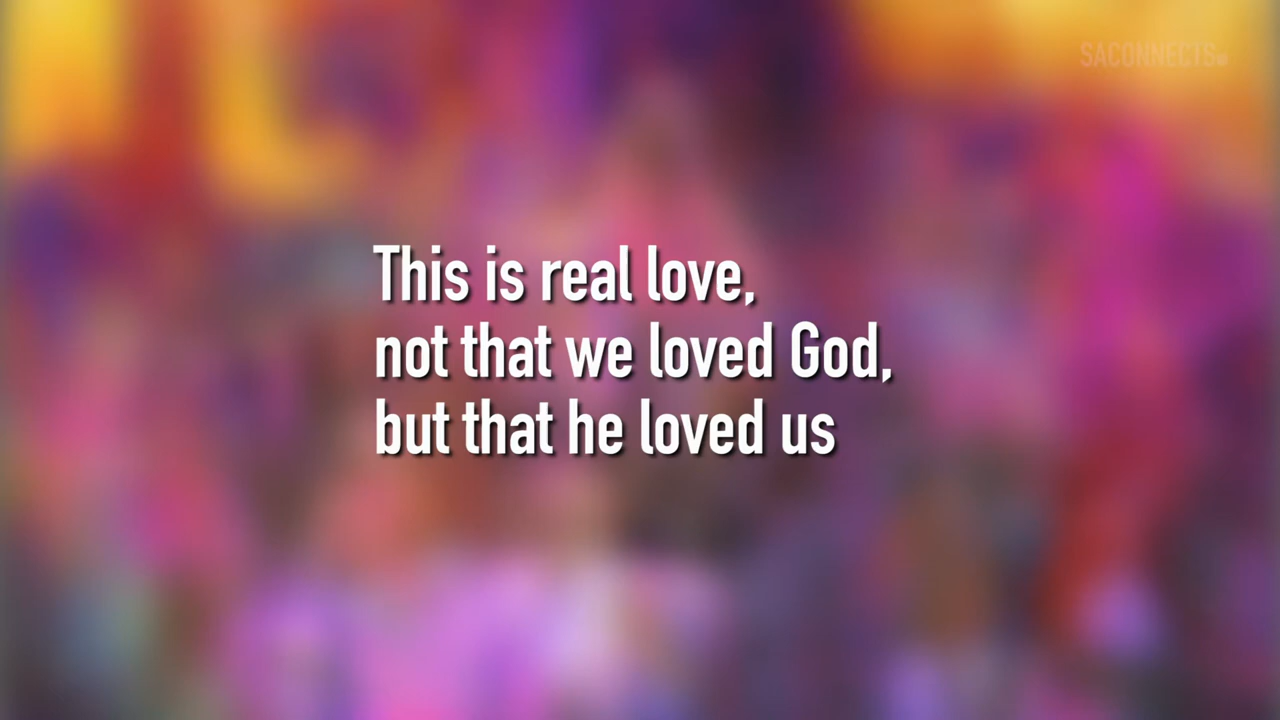 SACONNECTS
This is real love,
not that we loved God,
but that he loved us